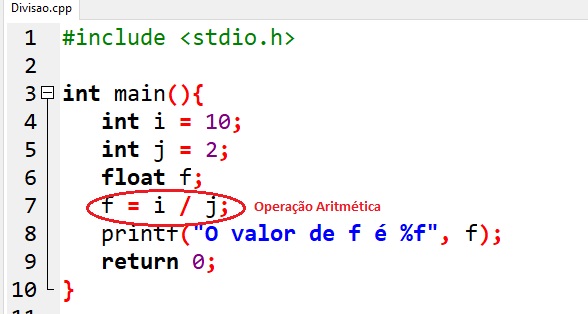 Divisao.cpp
1 #include <stdio.h>
2
3 int main(){
4 int i = 10;
5 int j = 2;
6 float f;
7 f = i / j; Operação Aritmética
8 printf("O valor de f é %f", f);
9 return 0;
10 }
11